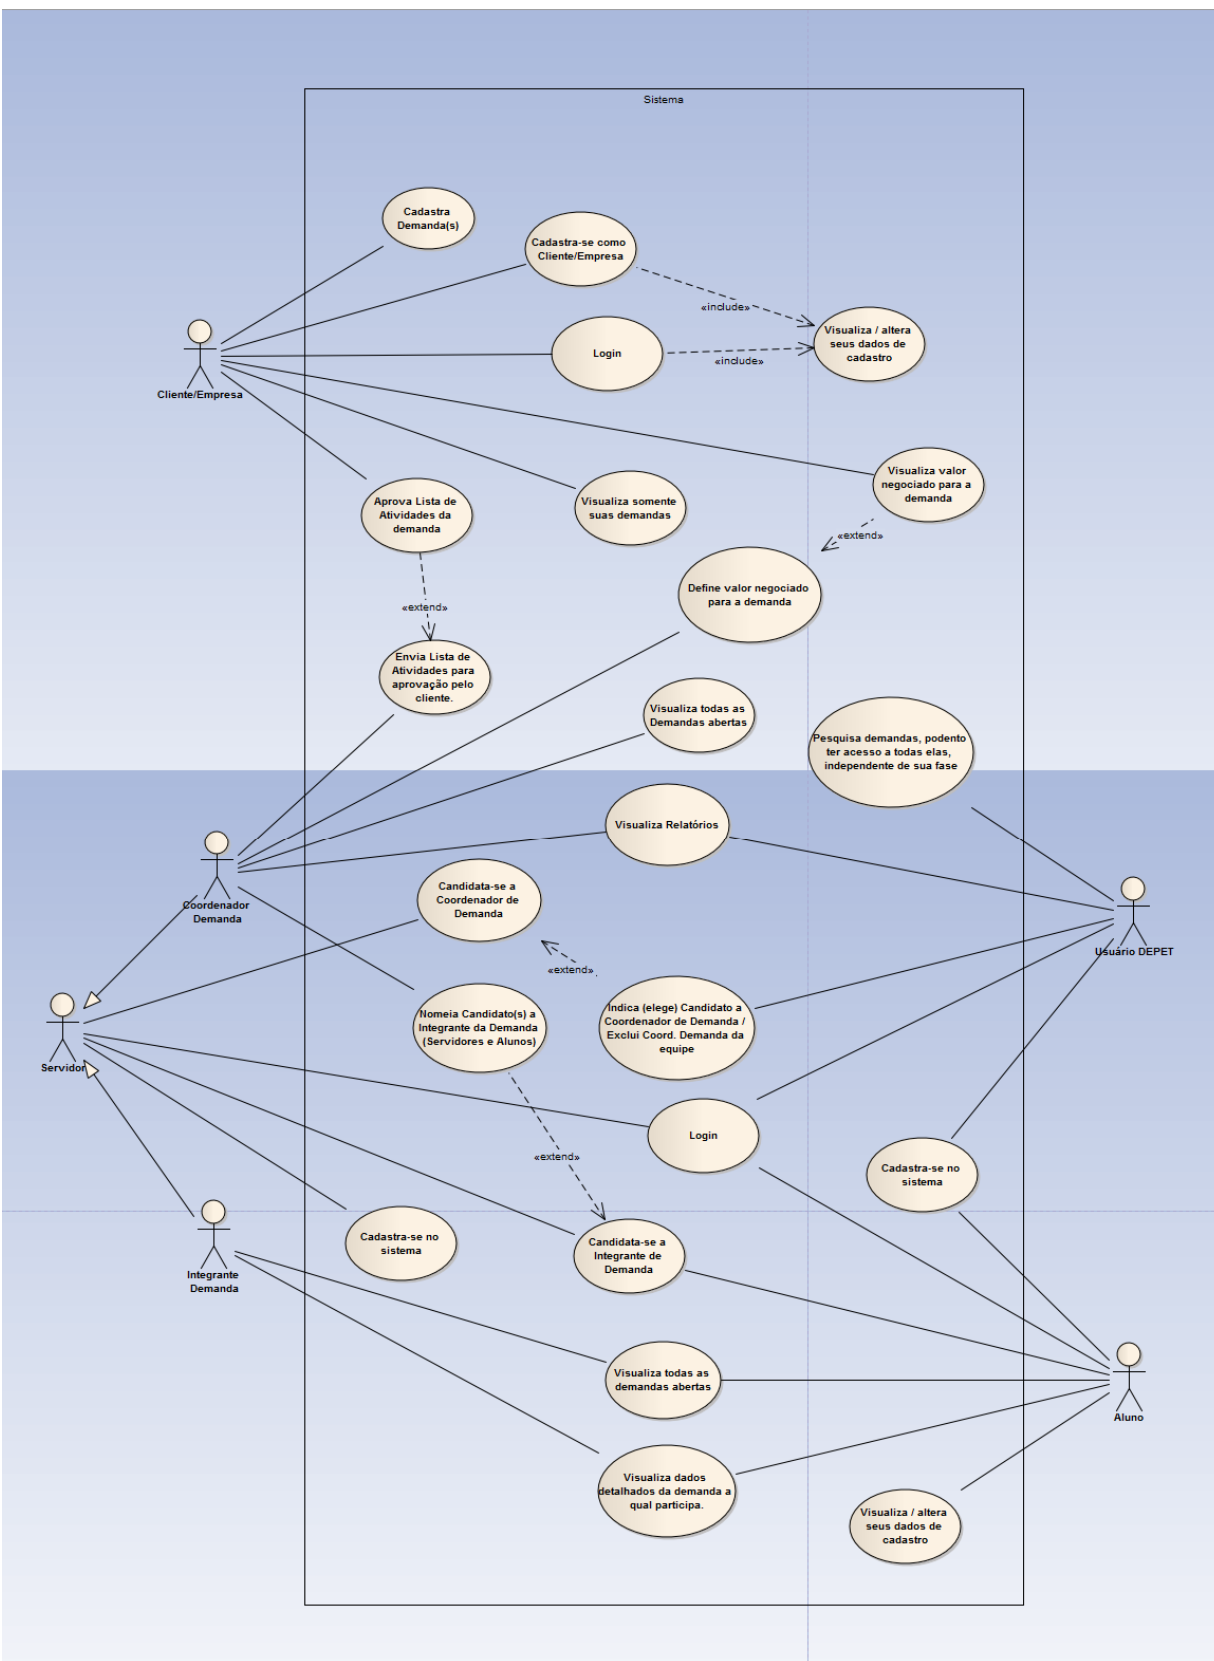 Sistema
Cadastra
Demanda(s)
Cadastra-se como
Cliente/Empresa
«include»
Visualiza / altera
seus dados de
cadastro
Login
«include»
Cliente/Empresa
Visualiza valor
negociado para a
demanda
Aprova Lista de
Atividades da
demanda
Visualiza somente
suas demandas
«extend»
Define valor negociado
para a demanda
«extend»
Envia Lista de
Atividades para
aprovação pelo
cliente.
Visualiza todas as
Demandas abertas
Pesquisa demandas, podento
ter acesso a todas elas,
independente de sua fase
Visualiza Relatórios
Coordenador
Demanda
Candidata-se a
Coordenador de
Demanda
Usuário DEPET
«extend»
Nomeia Candidato(s) a
Integrante da Demanda
(Servidores e Alunos)
Indica (elege) Candidato a
Coordenador de Demanda /
Exclui Coord. Demanda da
equipe
Servidor
Login
«extend»
Cadastra-se no
sistema
Cadastra-se no
sistema
Candidata-se a
Integrante de
Demanda
Integrante
Demanda
Visualiza todas as
demandas abertas
Aluno
Visualiza dados
detalhados da demanda a
qual participa.
Visualiza / altera
seus dados de
cadastro